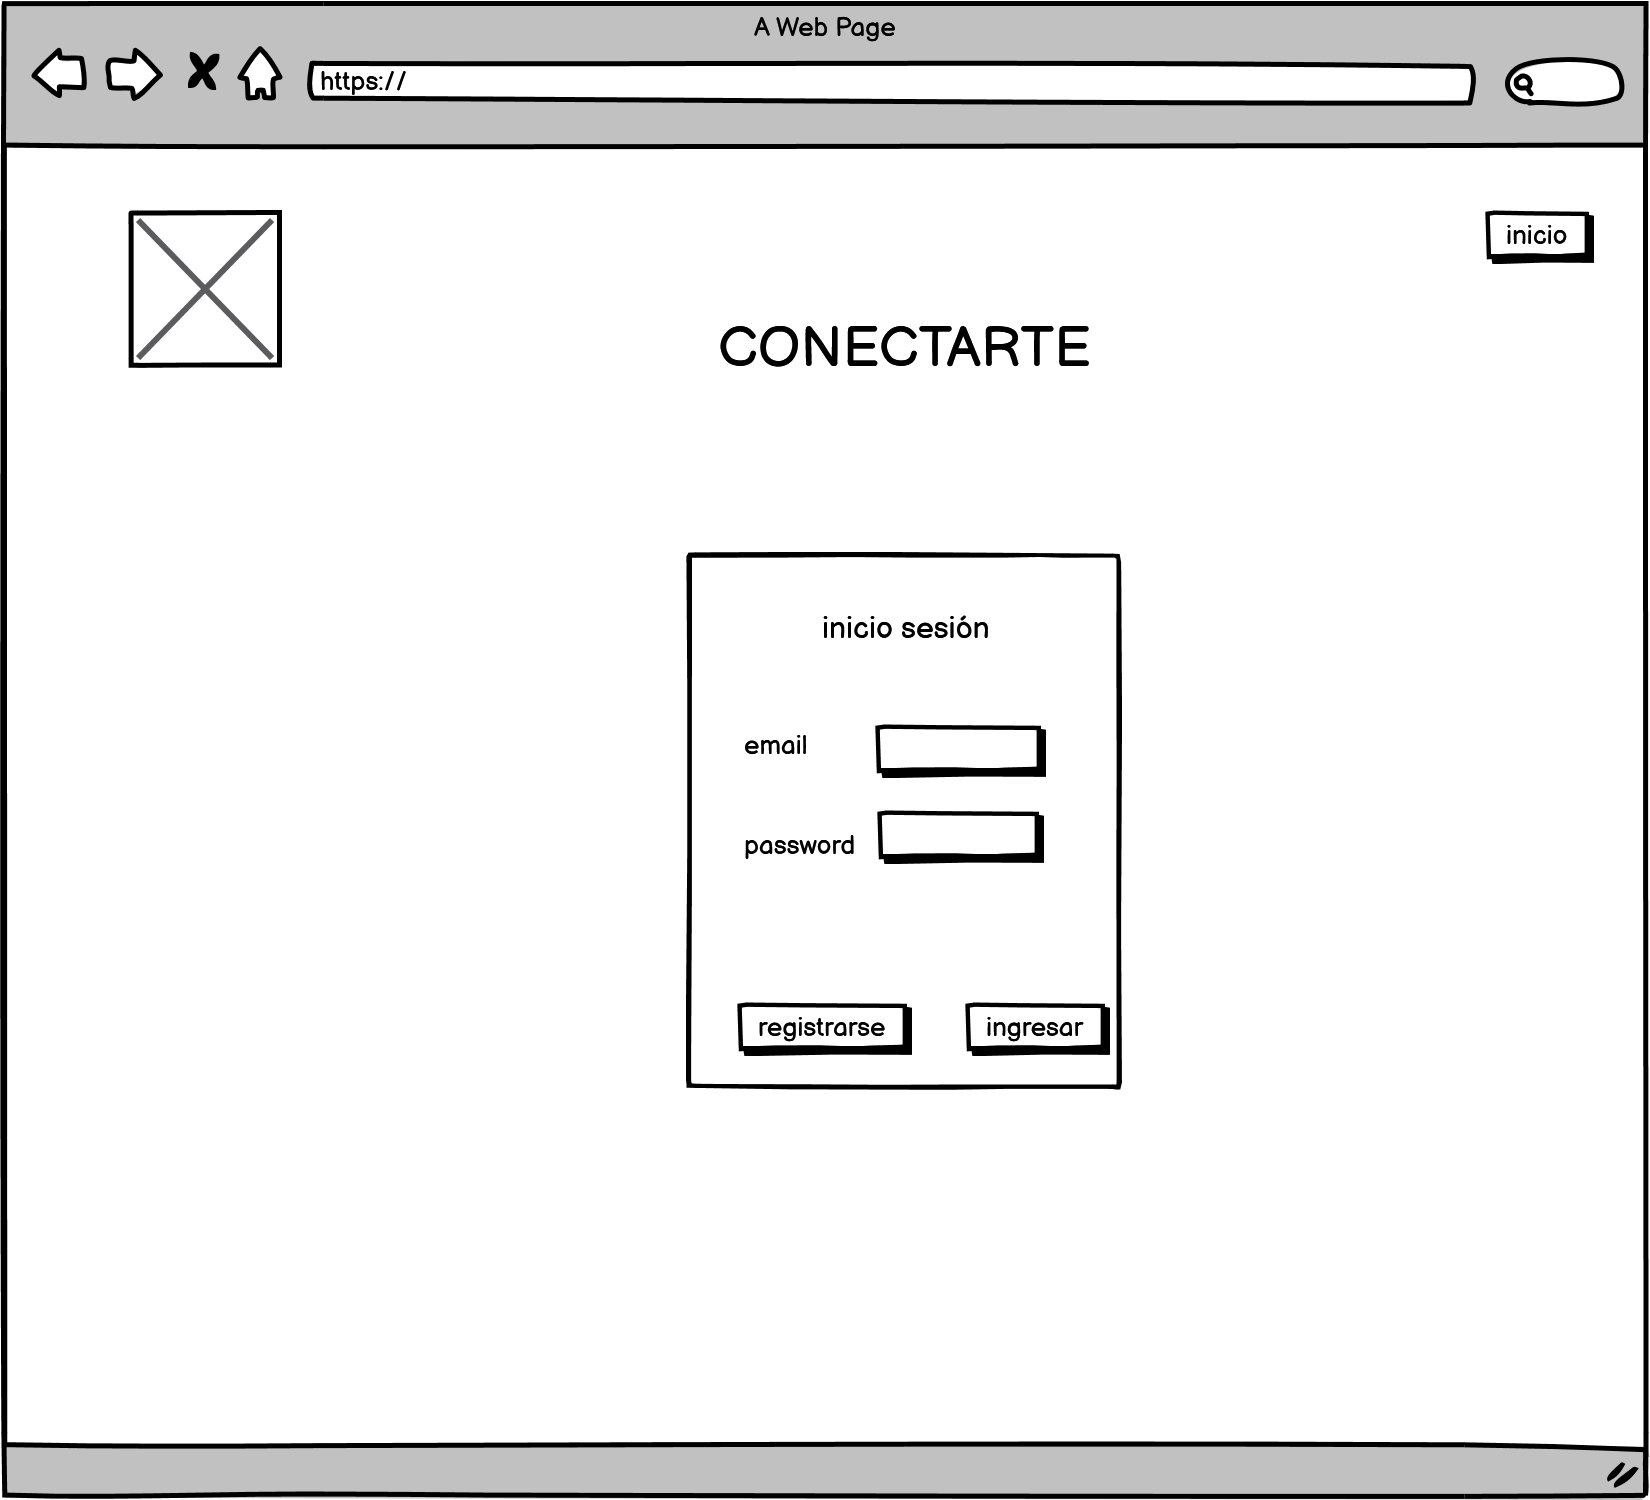 A Web Page
https://
inicio
CONECTARTE
inicio sesión
email
password
registrarse
ingresar